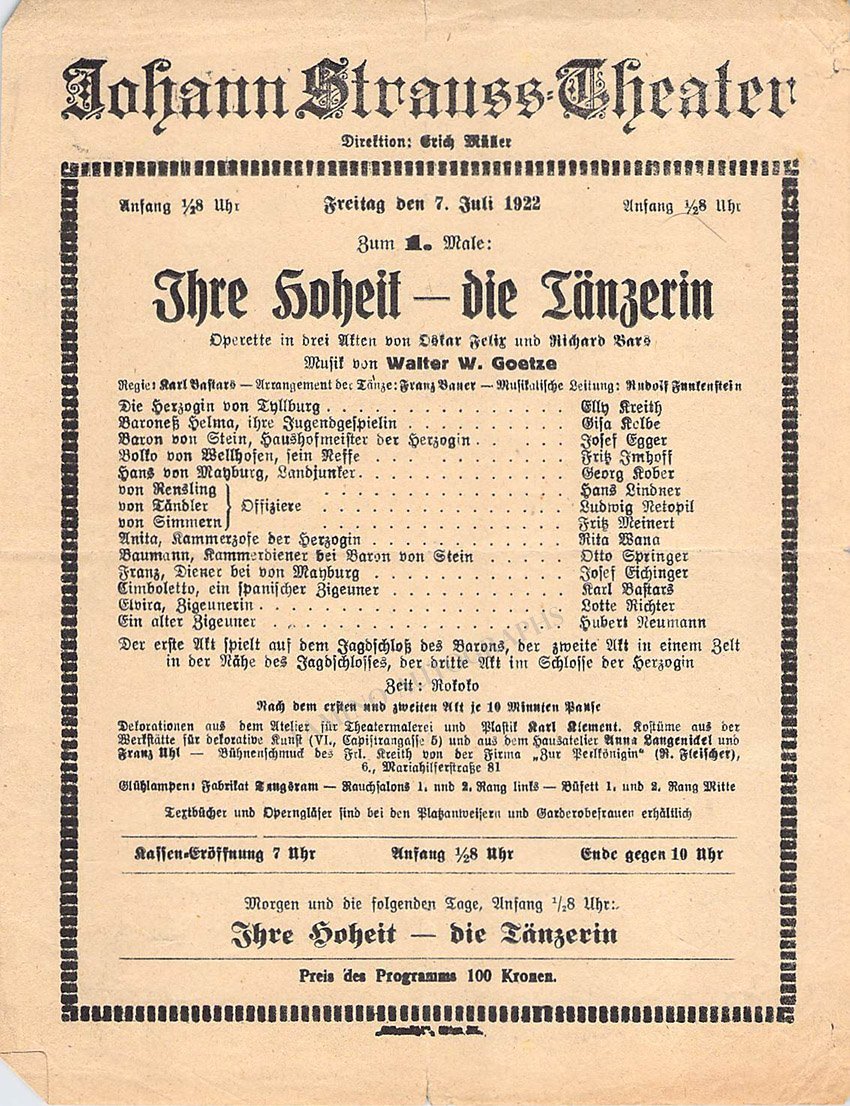 Johann Strauss-Theater
Direktion: Erich Müller
Anfang ½8 Uhr Freitag den 7. Juli 1922 Anfang ½8 Uhr
Zum 1. Male:
Ihre Hoheit — die Tänzerin
Operette in drei Akten von Oskar Felix und Richard Bars
Musik von Walter W. Goetze
Regie: Karl Bastars — Arrangement der Tänze: Franz Bauer — Musikalische Leitung: Rudolf Funkenstein
Die Herzogin von Tyllburg . . . . . . . . . . . . . . Elly Kreith
Baroneß Helma, ihre Jugendgespielin . . . . . . . . . . Gisa Kolbe
Baron von Stein, Haushofmeister der Herzogin . . . . . . Josef Egger
Bolko von Wellhofen, sein Neffe . . . . . . . . . . . . Fritz Imhoff
Hans von Mayburg, Landjunker . . . . . . . . . . . . Georg Kober
von Rensling . . . . . . . . . . . . . Hans Lindner
von Tändler } Offiziere . . . . . . . . . . . . . Ludwig Netopil
von Simmern . . . . . . . . . . . . . Fritz Meinert
Anita, Kammerzofe der Herzogin . . . . . . . . . . . . Rita Wana
Baumann, Kammerdiener bei Baron von Stein . . . . . . Otto Springer
Franz, Diener bei von Mayburg . . . . . . . . . . . . Josef Eichinger
Cimboletto, ein spanischer Zigeuner . . . . . . . . . . . Karl Bastars
Elvira, Zigeunerin . . . . . . . . . . . . . . . . . Lotte Richter
Ein alter Zigeuner . . . . . . . . . . . . . . . . . Hubert Neumann
Der erste Akt spielt auf dem Jagdschloß des Barons, der zweite Akt in einem Zelt
in der Nähe des Jagdschlosses, der dritte Akt im Schlosse der Herzogin
Zeit: Rokoko
Nach dem ersten und zweiten Akt je 10 Minuten Pause
Dekorationen aus dem Atelier für Theatermalerei und Plastik Karl Klement. Kostüme aus der
Werkstätte für dekorative Kunst (VI., Capistrangasse 5) und aus dem Hausatelier Anna Langenickel und
Franz Uhl — Bühnenschmuck des Frl. Kreith von der Firma „Zur Perlkönigin“ (R. Fleischer),
6., Mariahilferstraße 81
Glühlampen: Fabrikat Tungsram — Rauchsalons 1. und 2. Rang links — Büfett 1. und 2. Rang Mitte
Textbücher und Operngläser sind bei den Platzanweisern und Garderobefrauen erhältlich
Kassen-Eröffnung 7 Uhr Anfang ½8 Uhr Ende gegen 10 Uhr
Morgen und die folgenden Tage, Anfang ½8 Uhr:
Ihre Hoheit — die Tänzerin
Preis des Programms 100 Kronen.